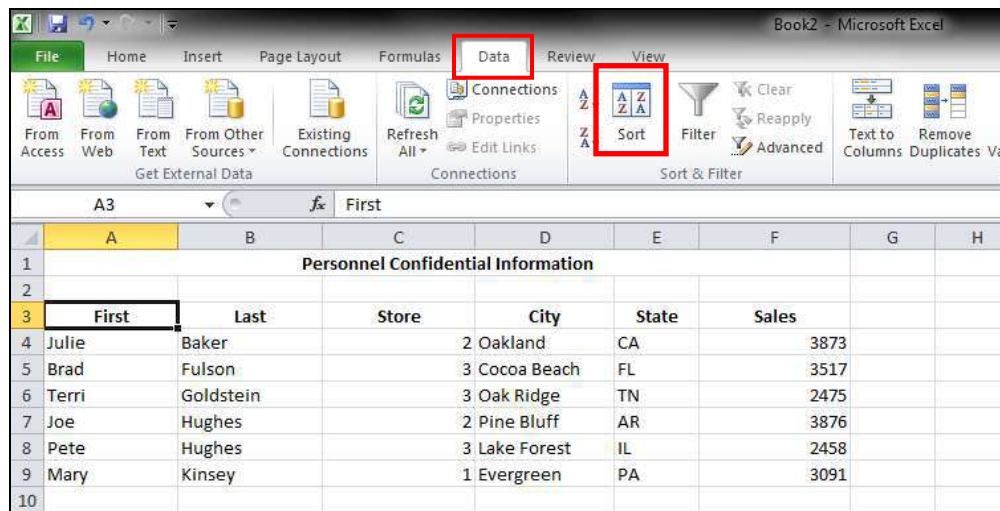 Book2 - Microsoft Excel
File Home Insert Page Layout Formulas Data Review View
From Access
From Web
From Text
From Other Sources
Existing Connections
Get External Data
Refresh All
Connections
Properties
Edit Links
Connections
A Z
Z A
A Z Z A
Sort
Filter
Clear
Reapply
Advanced
Sort & Filter
Text to Columns
Remove Duplicates
Va
A3 fx First
A B C D E F G H
1 Personnel Confidential Information
2
3 First Last Store City State Sales
4 Julie Baker 2 Oakland CA 3873
5 Brad Fulson 3 Cocoa Beach FL 3517
6 Terri Goldstein 3 Oak Ridge TN 2475
7 Joe Hughes 2 Pine Bluff AR 3876
8 Pete Hughes 3 Lake Forest IL 2458
9 Mary Kinsey 1 Evergreen PA 3091
10